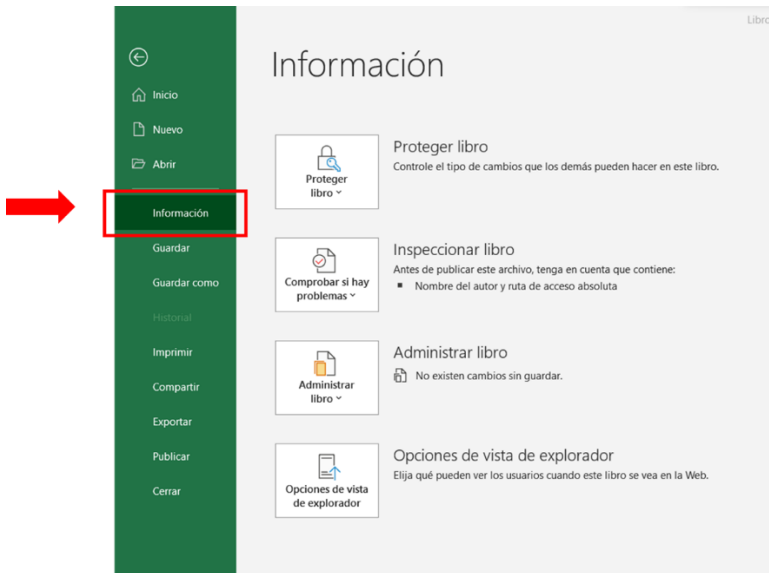 Libro
Información
Inicio
Nuevo
Abrir
Información
Guardar
Guardar como
Historial
Imprimir
Compartir
Exportar
Publicar
Cerrar
Proteger
libro
Proteger libro
Controle el tipo de cambios que los demás pueden hacer en este libro.
Comprobar si hay
problemas
Inspeccionar libro
Antes de publicar este archivo, tenga en cuenta que contiene:
Nombre del autor y ruta de acceso absoluta
Administrar
libro
Administrar libro
No existen cambios sin guardar.
Opciones de vista
de explorador
Opciones de vista de explorador
Elija qué pueden ver los usuarios cuando este libro se vea en la Web.